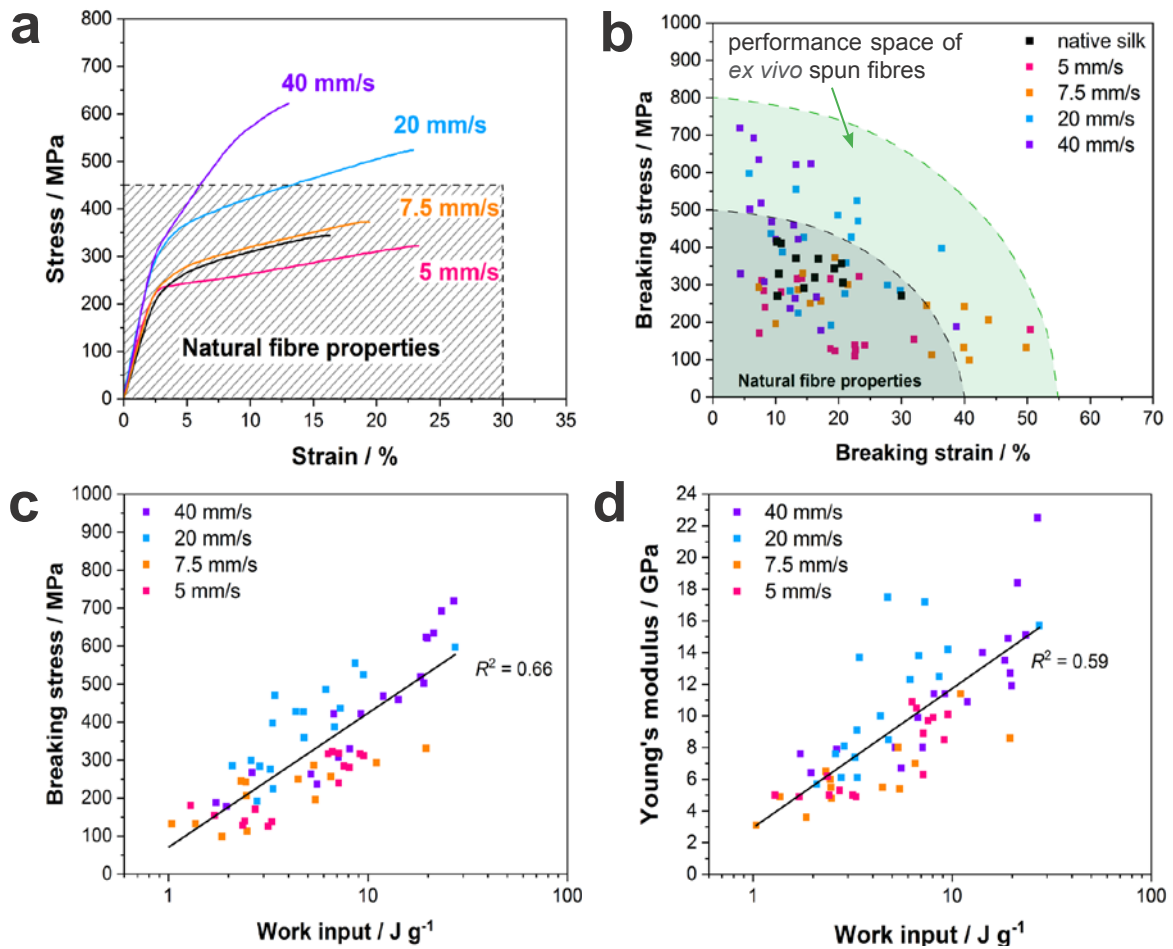 a
800
700
600
500
400
300
200
100
0
Stress / MPa
40 mm/s
20 mm/s
7.5 mm/s
5 mm/s
Natural fibre properties
0 5 10 15 20 25 30 35
Strain / %
b
1000
900
800
700
600
500
400
300
200
100
0
Breaking stress / MPa
performance space of
ex vivo spun fibres
native silk
5 mm/s
7.5 mm/s
20 mm/s
40 mm/s
Natural fibre properties
0 10 20 30 40 50 60 70
Breaking strain / %
c
1000
900
800
700
600
500
400
300
200
100
0
Breaking stress / MPa
40 mm/s
20 mm/s
7.5 mm/s
5 mm/s
R² = 0.66
1 10 100
Work input / J g⁻¹
d
24
22
20
18
16
14
12
10
8
6
4
2
0
Young's modulus / GPa
40 mm/s
20 mm/s
7.5 mm/s
5 mm/s
R² = 0.59
1 10 100
Work input / J g⁻¹